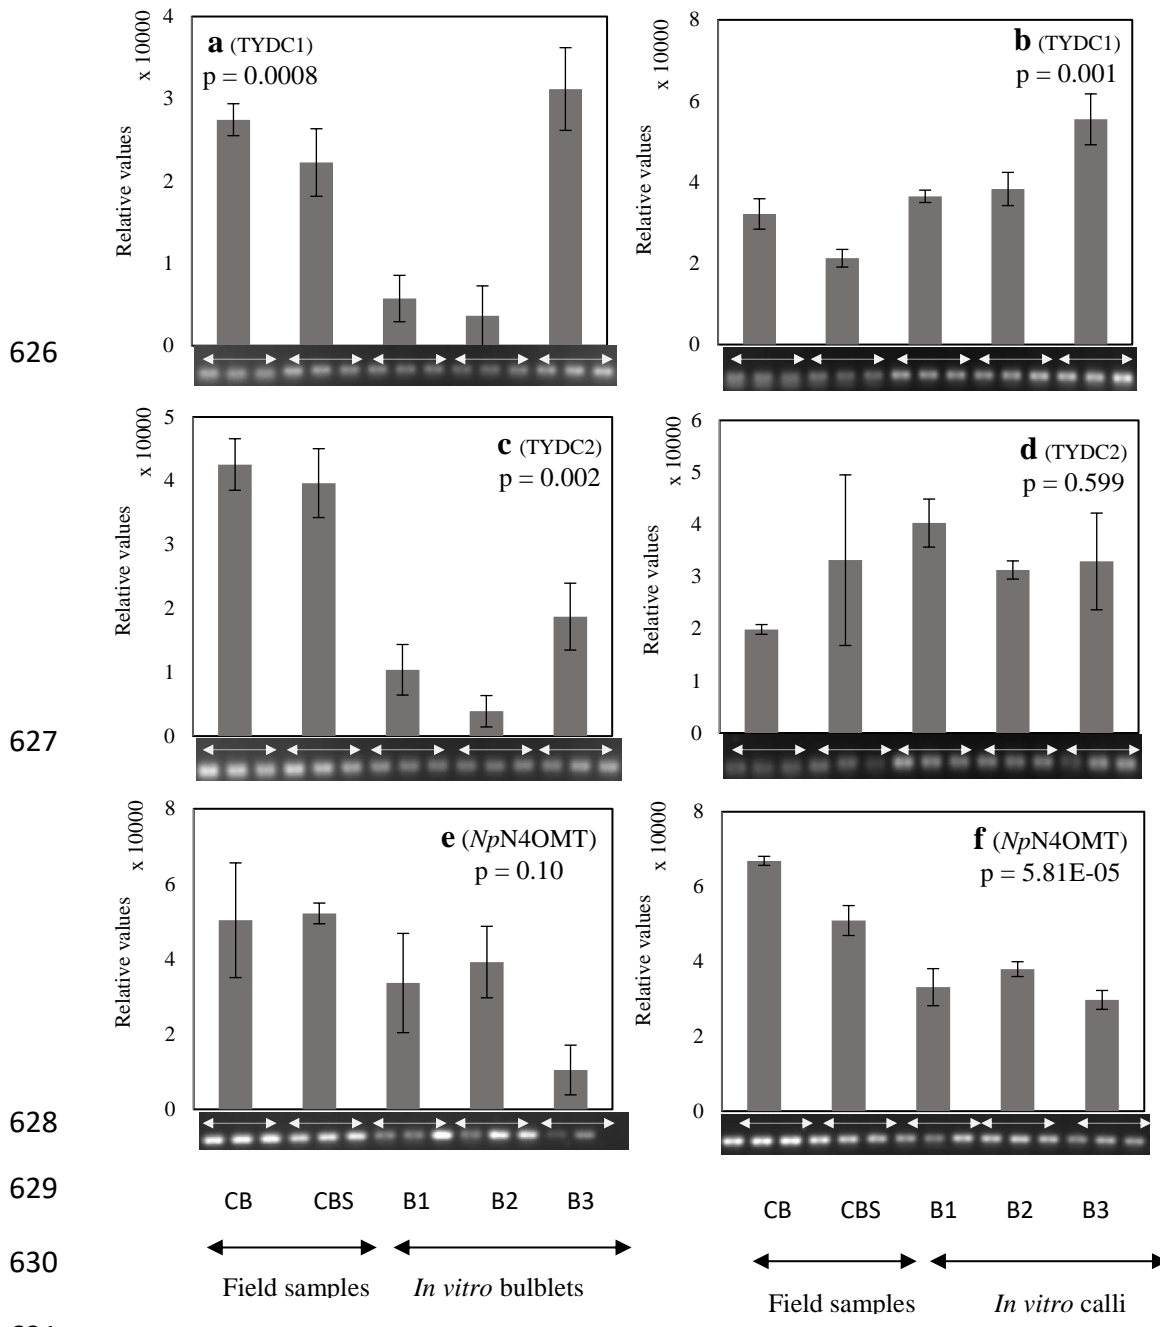 a (TYDC1)
p = 0.0008
x 10000
Relative values
4
3
2
1
0
b (TYDC1)
p = 0.001
x 10000
Relative values
8
6
4
2
0
626
c (TYDC2)
p = 0.002
x 10000
Relative values
5
4
3
2
1
0
d (TYDC2)
p = 0.599
x 10000
Relative values
6
5
4
3
2
1
0
627
e (NpN4OMT)
p = 0.10
x 10000
Relative values
8
6
4
2
0
f (NpN4OMT)
p = 5.81E-05
x 10000
Relative values
8
6
4
2
0
628
629
CB CBS B1 B2 B3
CB CBS B1 B2 B3
630
Field samples In vitro bulblets
Field samples In vitro calli